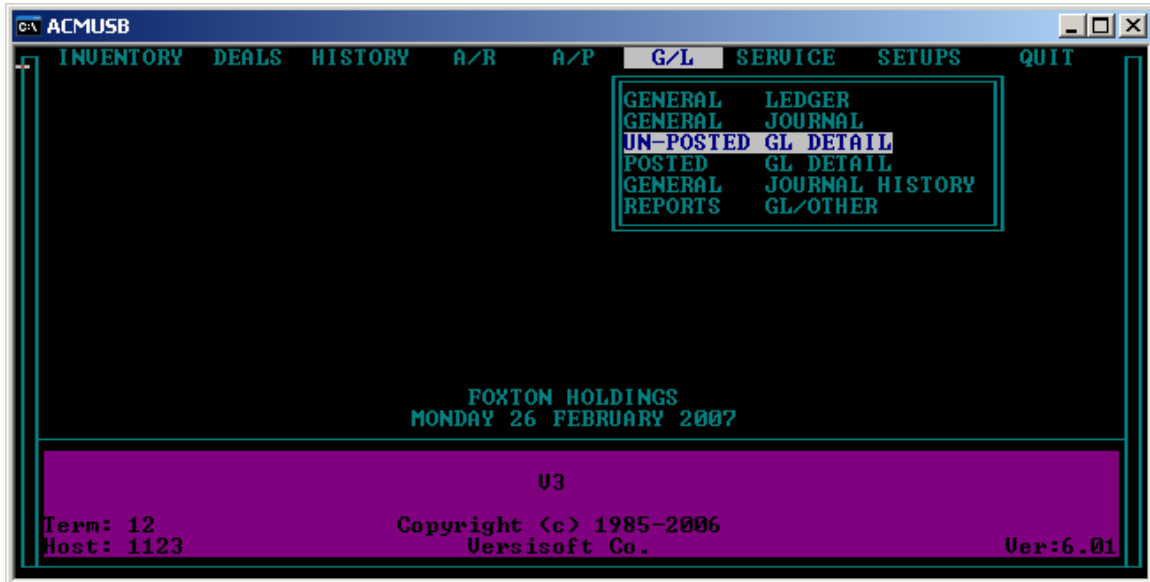 C:\ ACMUSB
INVENTORY DEALS HISTORY A/R A/P G/L SERVICE SETUPS QUIT
GENERAL LEDGER
GENERAL JOURNAL
UN-POSTED GL DETAIL
POSTED GL DETAIL
GENERAL JOURNAL HISTORY
REPORTS GL/OTHER
FOXTON HOLDINGS
MONDAY 26 FEBRUARY 2007
V3
Term: 12 Copyright (c) 1985-2006
Host: 1123 Versisoft Co. Ver:6.01